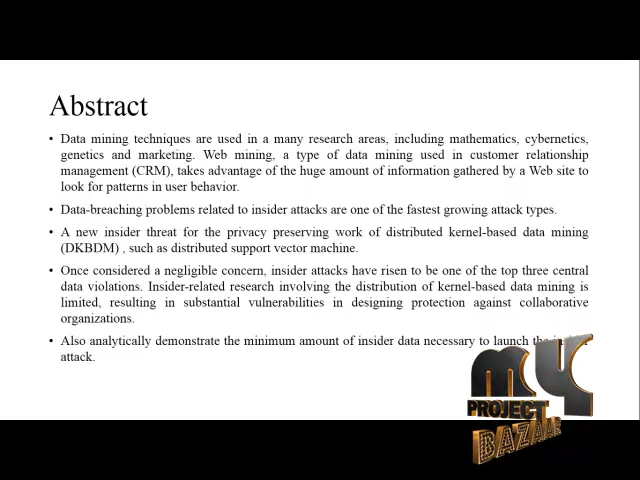 Abstract
• Data mining techniques are used in a many research areas, including mathematics, cybernetics,
genetics and marketing. Web mining, a type of data mining used in customer relationship
management (CRM), takes advantage of the huge amount of information gathered by a Web site to
look for patterns in user behavior.
• Data-breaching problems related to insider attacks are one of the fastest growing attack types.
• A new insider threat for the privacy preserving work of distributed kernel-based data mining
(DKBDM) , such as distributed support vector machine.
• Once considered a negligible concern, insider attacks have risen to be one of the top three central
data violations. Insider-related research involving the distribution of kernel-based data mining is
limited, resulting in substantial vulnerabilities in designing protection against collaborative
organizations.
• Also analytically demonstrate the minimum amount of insider data necessary to launch the insider
attack.
my
PROJECT
BAZAAR